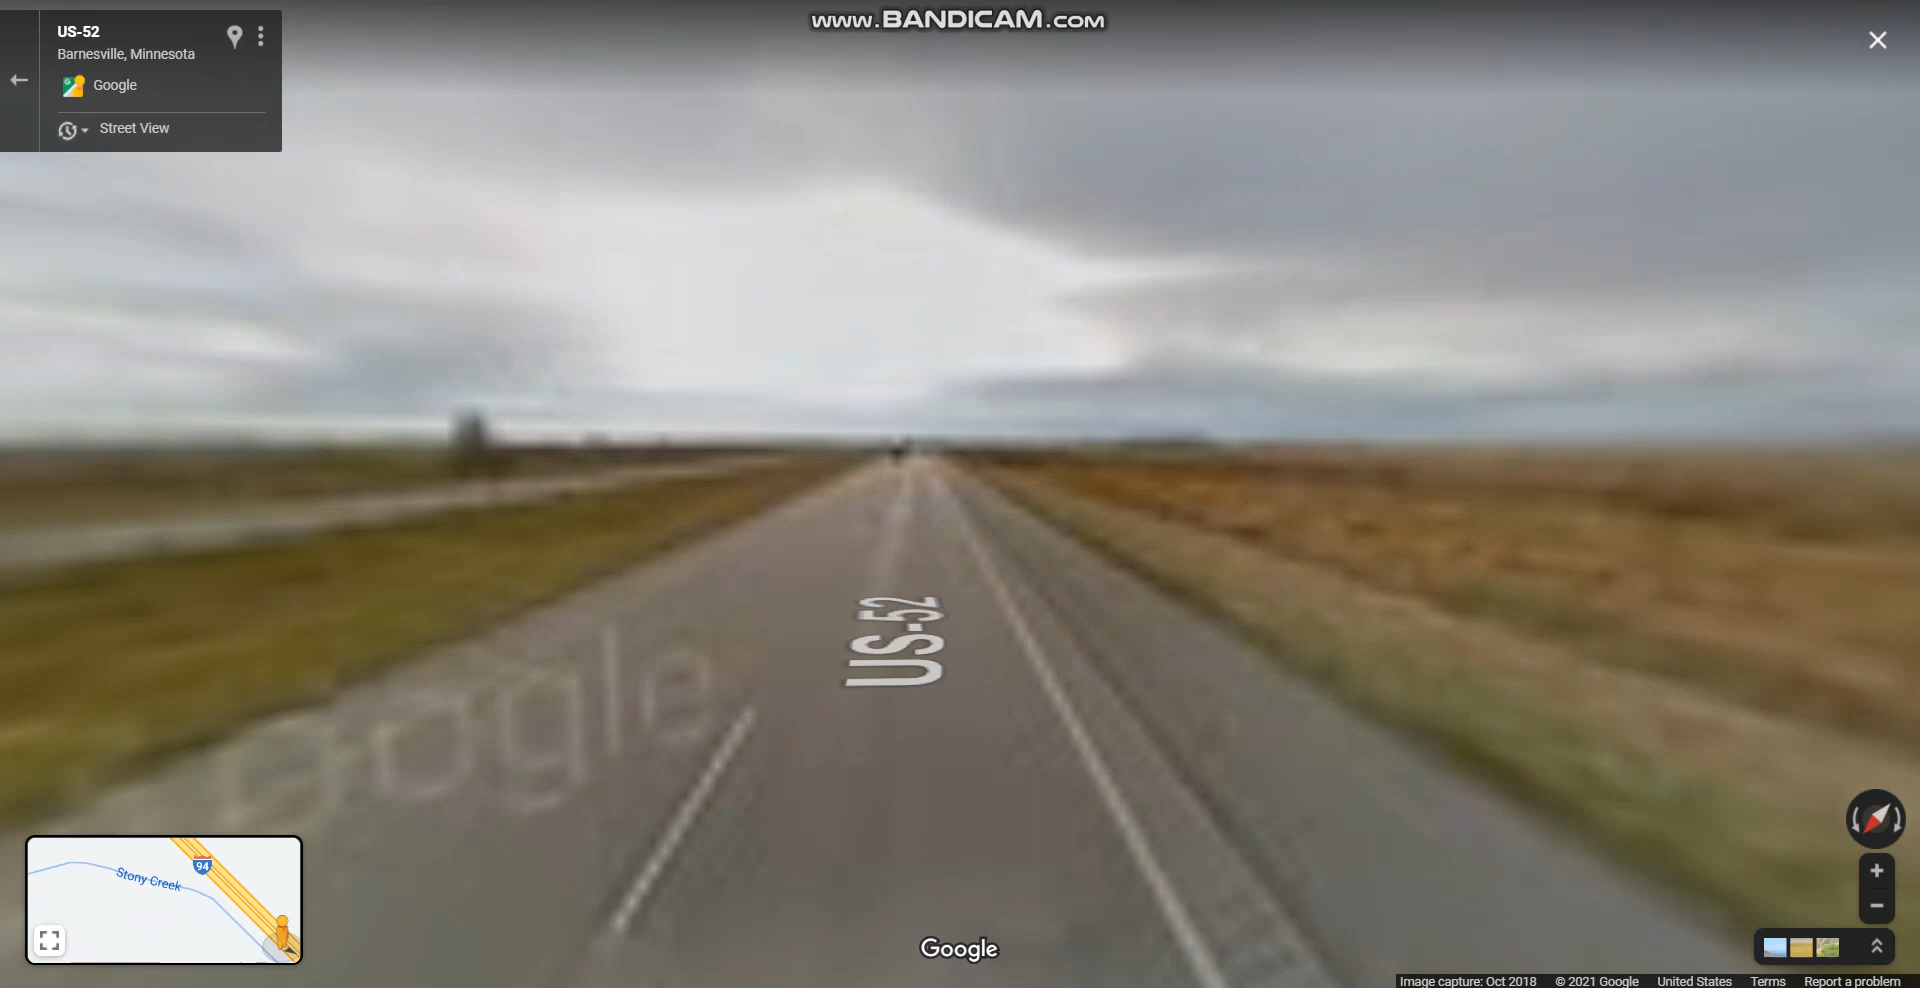 www.BANDICAM.com
US-52
Barnesville, Minnesota
Google
Street View
US-52
Google
94
Stony Creek
Google
Image capture: Oct 2018 © 2021 Google United States Terms Report a problem